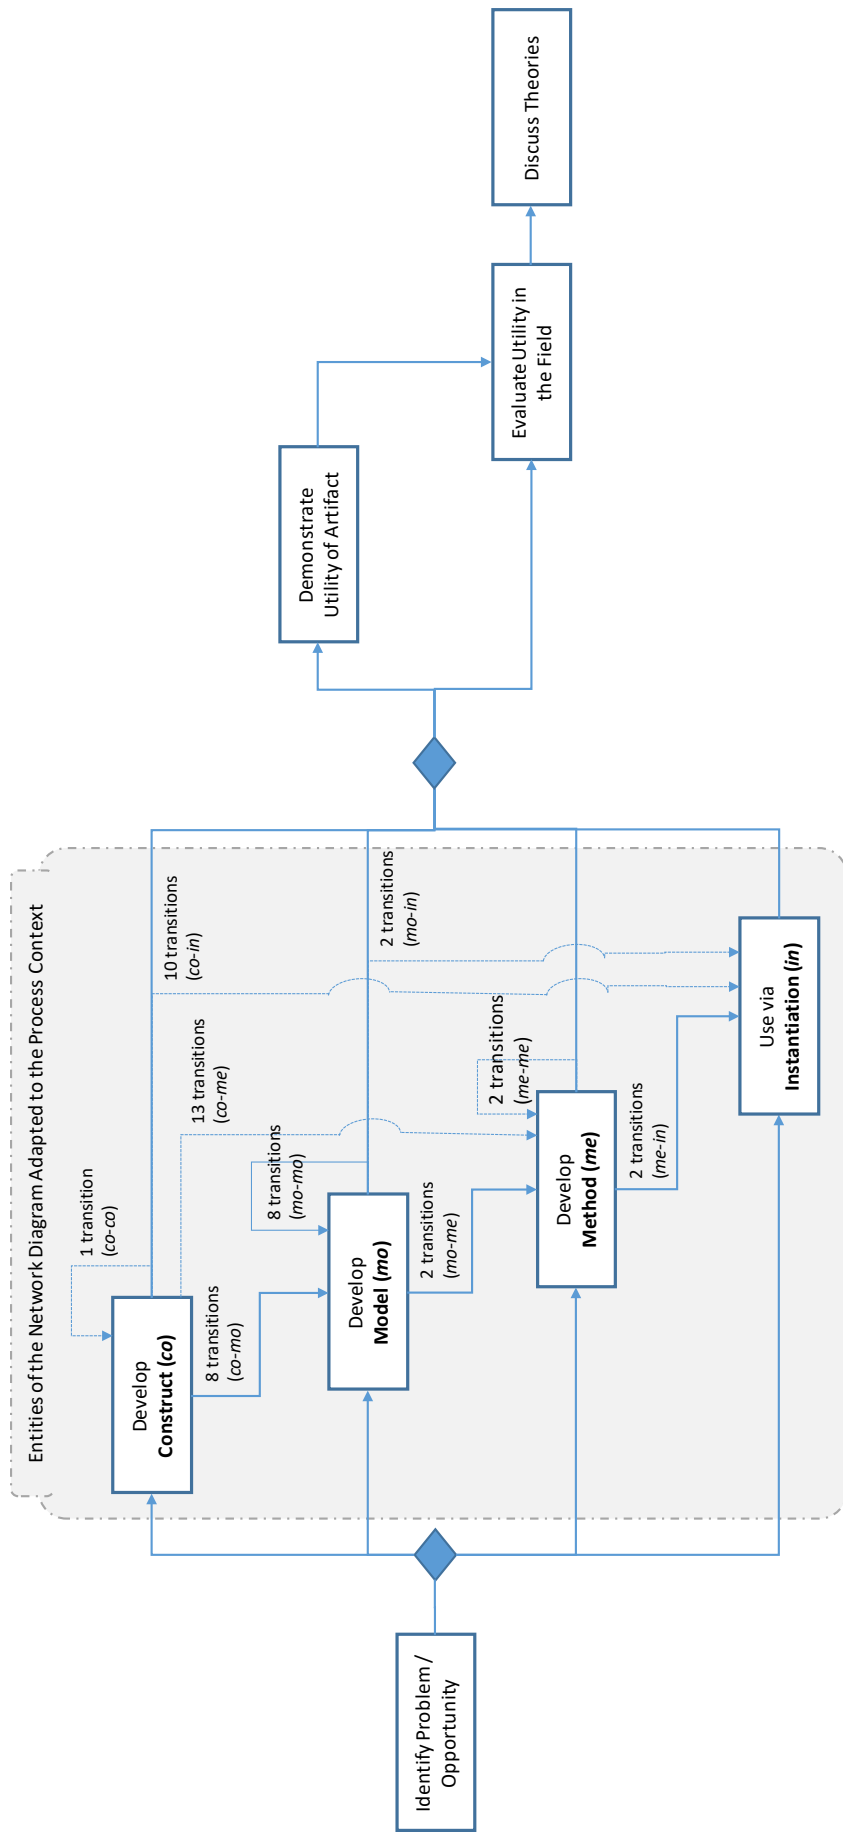 Entities of the Network Diagram Adapted to the Process Context
Identify Problem /
Opportunity
Develop
Construct (co)
1 transition
(co-co)
8 transitions
(co-mo)
13 transitions
(co-me)
10 transitions
(co-in)
Develop
Model (mo)
8 transitions
(mo-mo)
2 transitions
(mo-me)
2 transitions
(mo-in)
Develop
Method (me)
2 transitions
(me-me)
2 transitions
(me-in)
Use via
Instantiation (in)
Demonstrate
Utility of Artifact
Evaluate Utility in
the Field
Discuss Theories